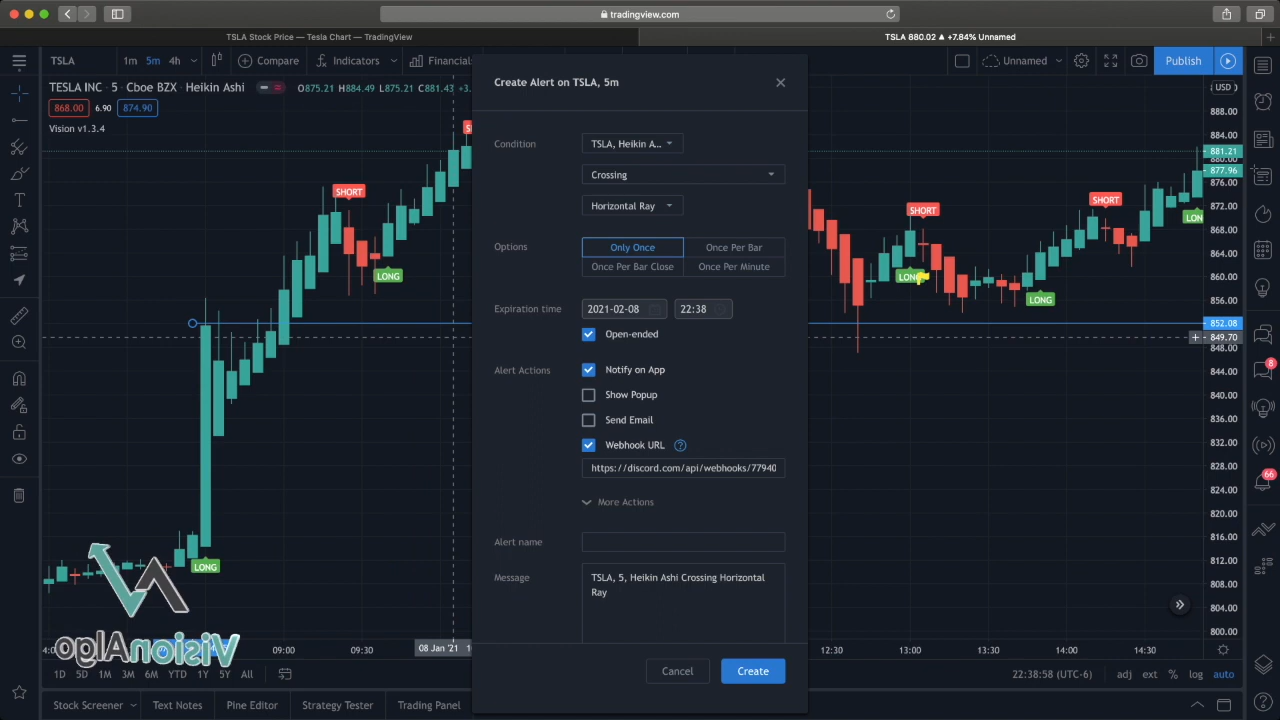 tradingview.com
TSLA Stock Price — Tesla Chart — TradingView
TSLA 880.02 ▲ +7.84% Unnamed
TSLA
1m 5m 4h
Compare
Indicators
Financials
Unnamed
Publish
TESLA INC · 5 · Cboe BZX · Heikin Ashi
O875.21 H884.49 L875.21 C881.43 +3.
868.00 6.90 874.90
Vision v1.3.4
USD
888.00
884.00
881.21
880.00
877.96
876.00
872.00
868.00
864.00
860.00
856.00
852.08
849.70
848.00
844.00
840.00
836.00
832.00
828.00
824.00
820.00
816.00
812.00
808.00
804.00
800.00
SHORT
LONG
LONG
SHORT
LONG
LONG
SHORT
LON
8
66
Create Alert on TSLA, 5m
Condition
TSLA, Heikin A...
Crossing
Horizontal Ray
Options
Only Once
Once Per Bar
Once Per Bar Close
Once Per Minute
Expiration time
2021-02-08
22:38
Open-ended
Alert Actions
Notify on App
Show Popup
Send Email
Webhook URL
https://discord.com/api/webhooks/77940
More Actions
Alert name
Message
TSLA, 5, Heikin Ashi Crossing Horizontal
Ray
Cancel
Create
VisionAlgo
09:00 09:30 08 Jan '21 12:30 13:00 13:30 14:00 14:30
1D 5D 1M 3M 6M YTD 1Y 5Y All
22:38:58 (UTC-6) adj ext % log auto
Stock Screener
Text Notes
Pine Editor
Strategy Tester
Trading Panel